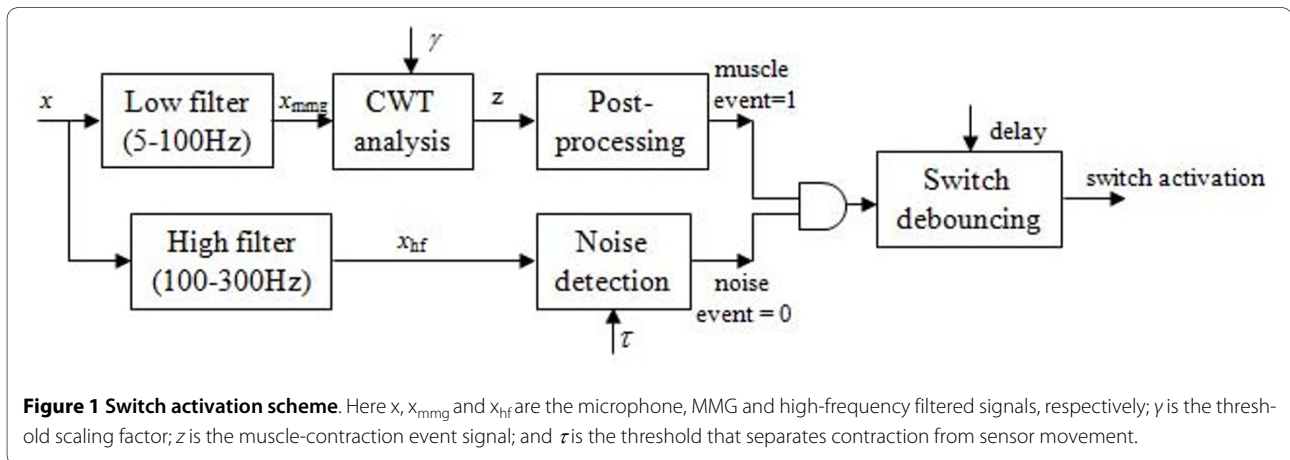 γ
x
Low filter
(5-100Hz)
xmmg
CWT
analysis
z
Post-
processing
muscle
event=1
High filter
(100-300Hz)
xhf
Noise
detection
τ
noise
event = 0
delay
Switch
debouncing
switch activation
Figure 1 Switch activation scheme. Here x, xmmg and xhf are the microphone, MMG and high-frequency filtered signals, respectively; γ is the thresh-
old scaling factor; z is the muscle-contraction event signal; and τ is the threshold that separates contraction from sensor movement.